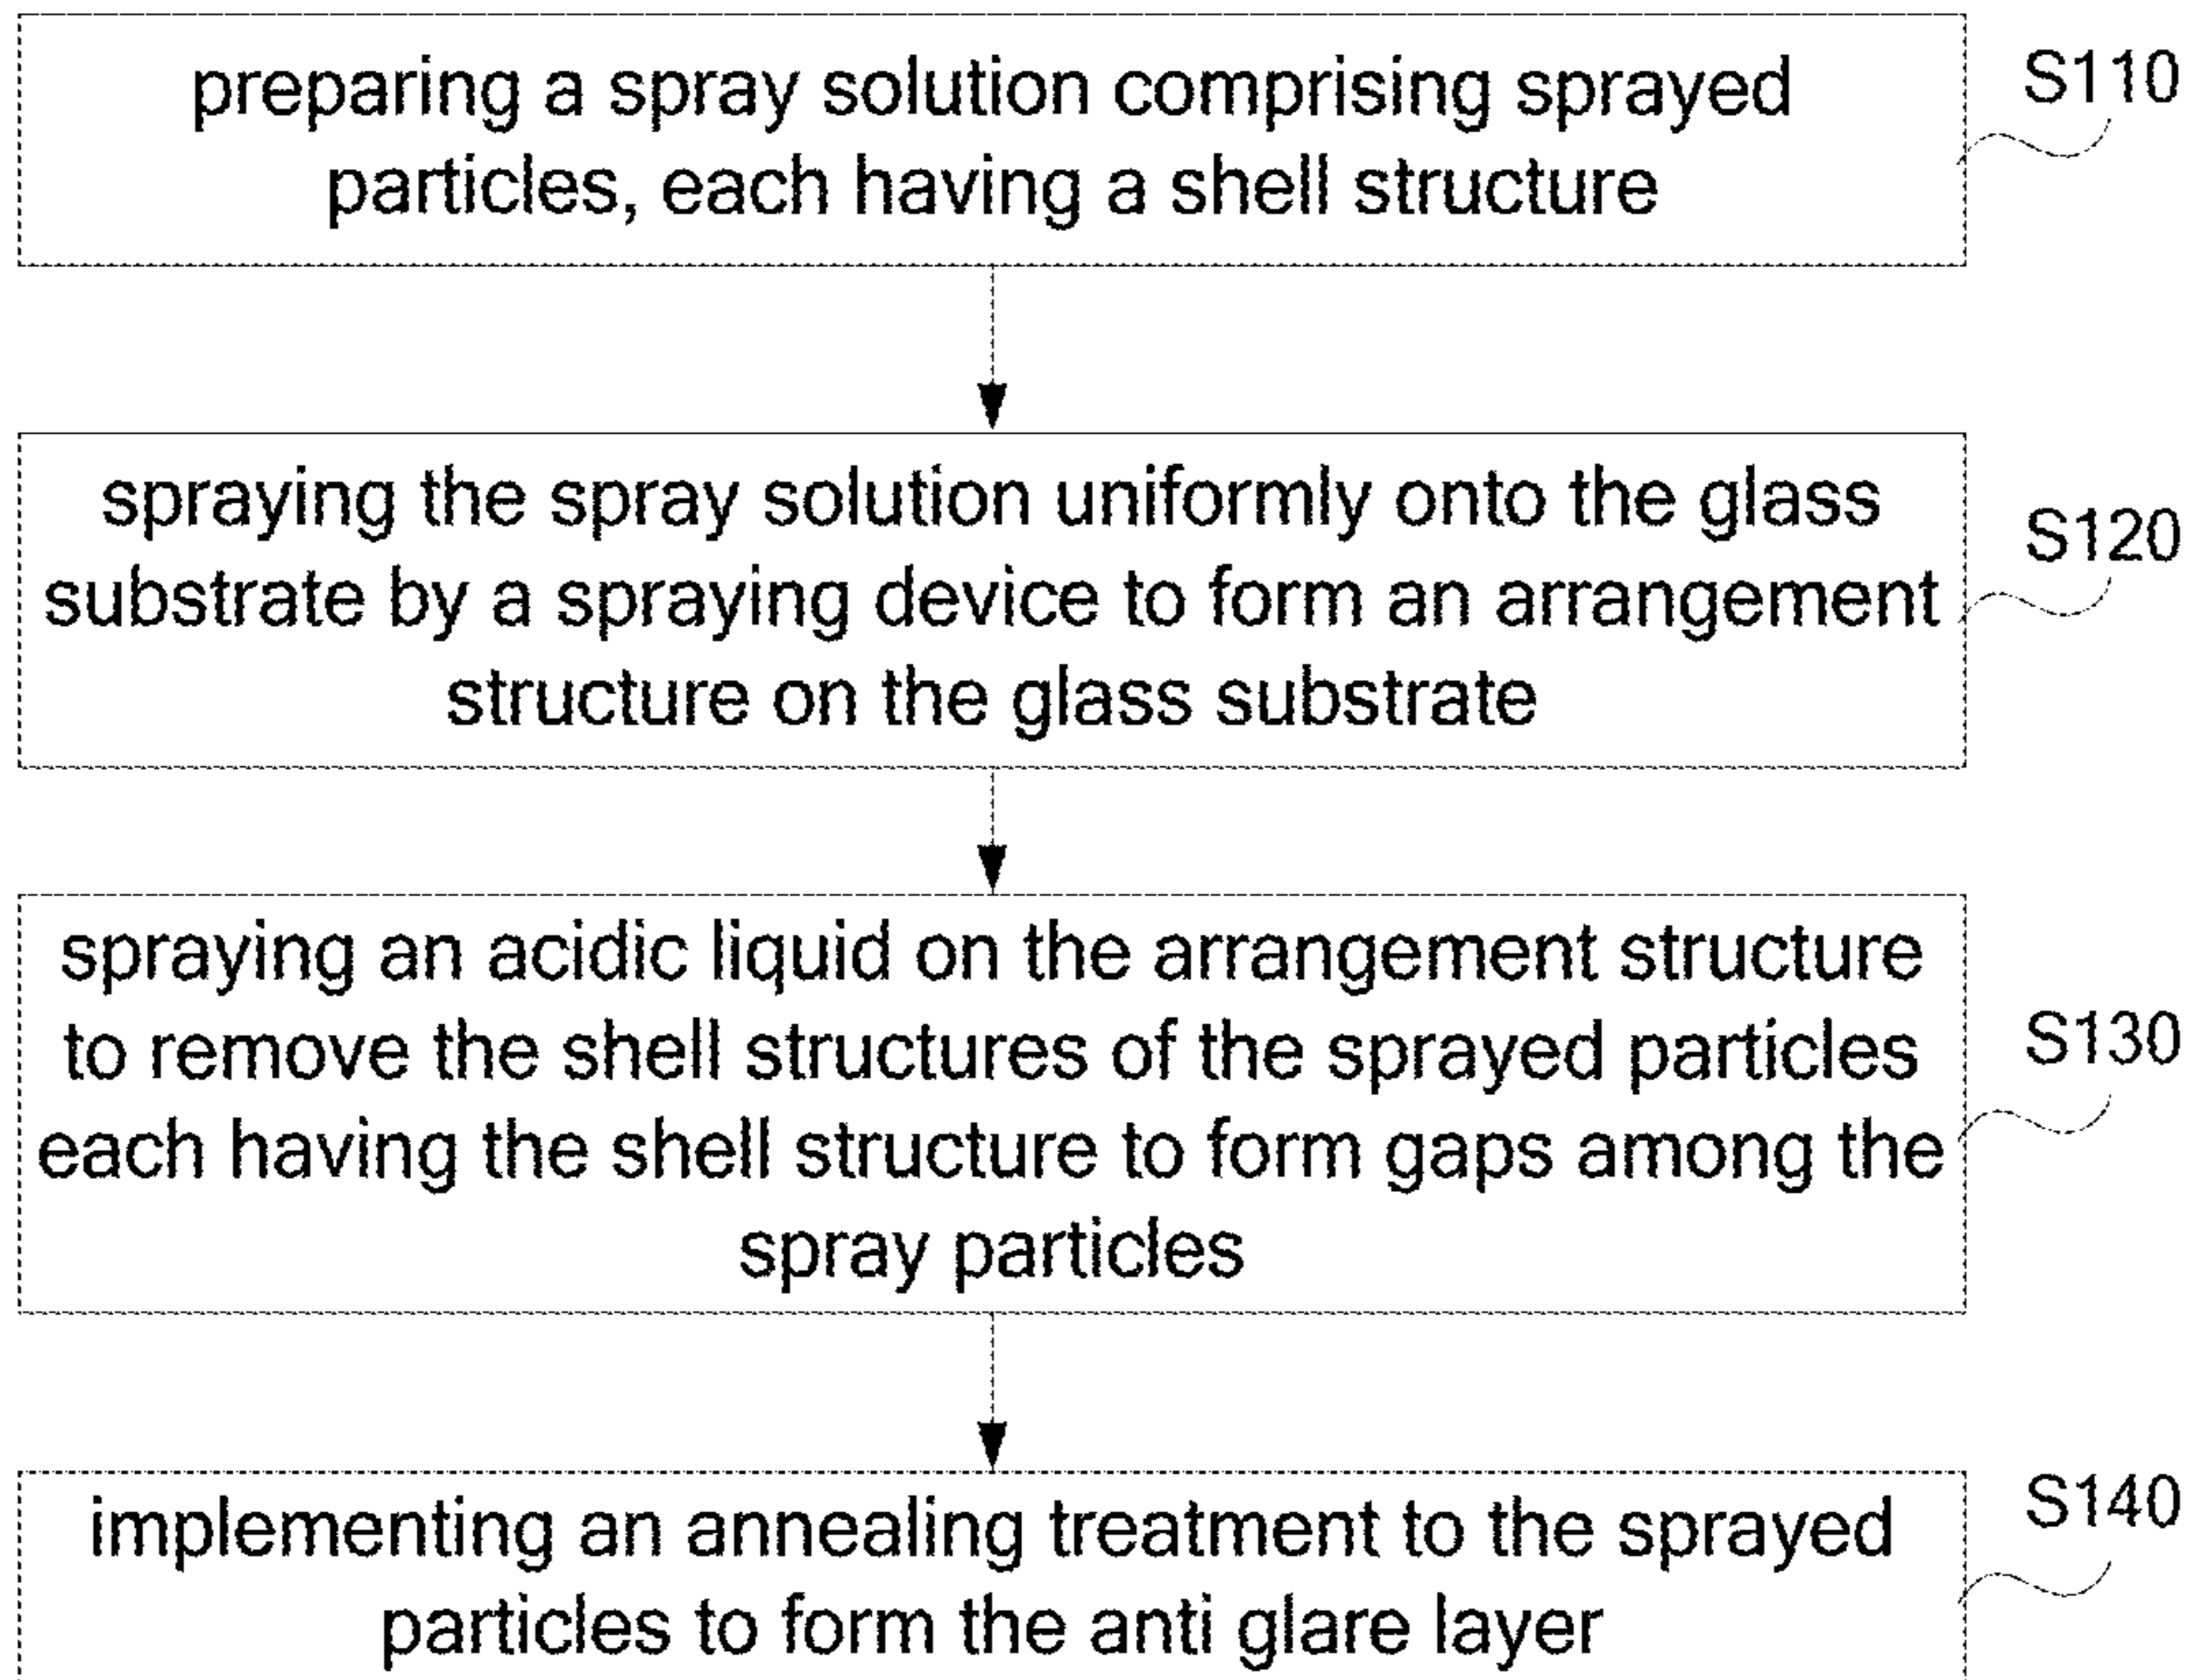 preparing a spray solution comprising sprayed
particles, each having a shell structure
S110
spraying the spray solution uniformly onto the glass
substrate by a spraying device to form an arrangement
structure on the glass substrate
S120
spraying an acidic liquid on the arrangement structure
to remove the shell structures of the sprayed particles
each having the shell structure to form gaps among the
spray particles
S130
implementing an annealing treatment to the sprayed
particles to form the anti glare layer
S140